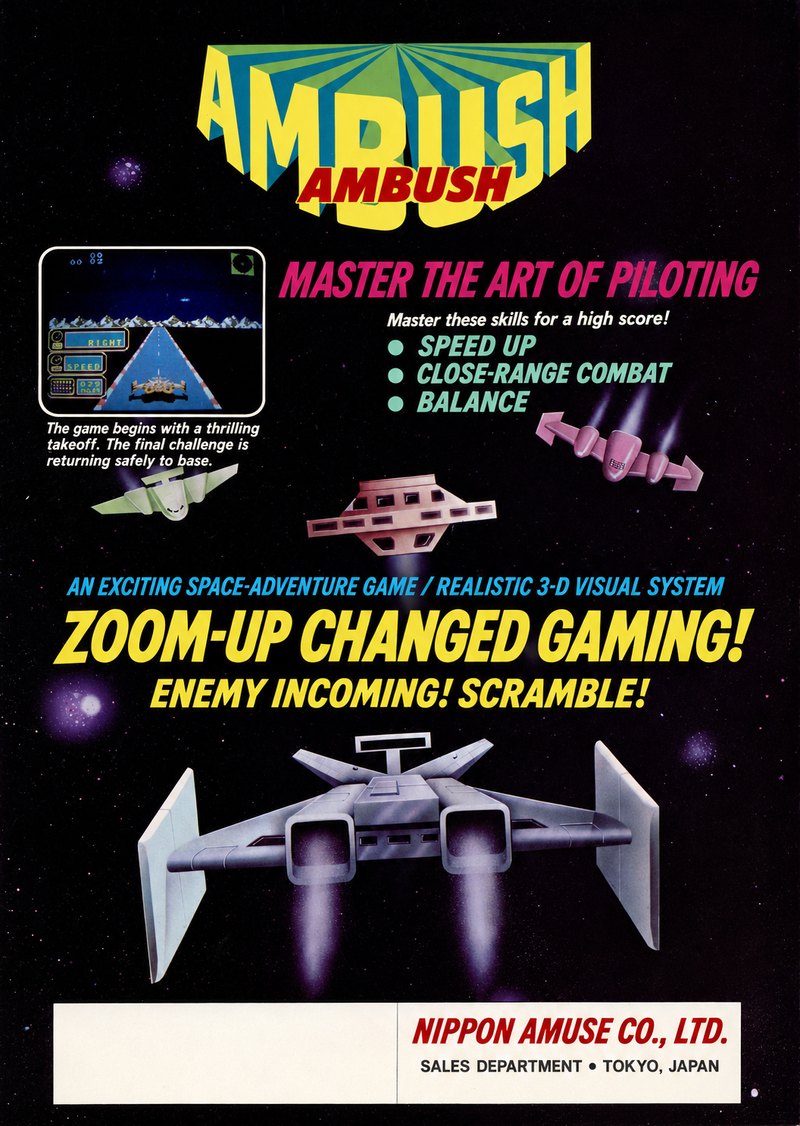 AMBUSH
AMBUSH
00
00 02
RIGHT
SPEED
MASTER THE ART OF PILOTING
Master these skills for a high score!
● SPEED UP
● CLOSE-RANGE COMBAT
● BALANCE
The game begins with a thrilling
takeoff. The final challenge is
returning safely to base.
AN EXCITING SPACE-ADVENTURE GAME / REALISTIC 3-D VISUAL SYSTEM
ZOOM-UP CHANGED GAMING!
ENEMY INCOMING! SCRAMBLE!
NIPPON AMUSE CO., LTD.
SALES DEPARTMENT • TOKYO, JAPAN